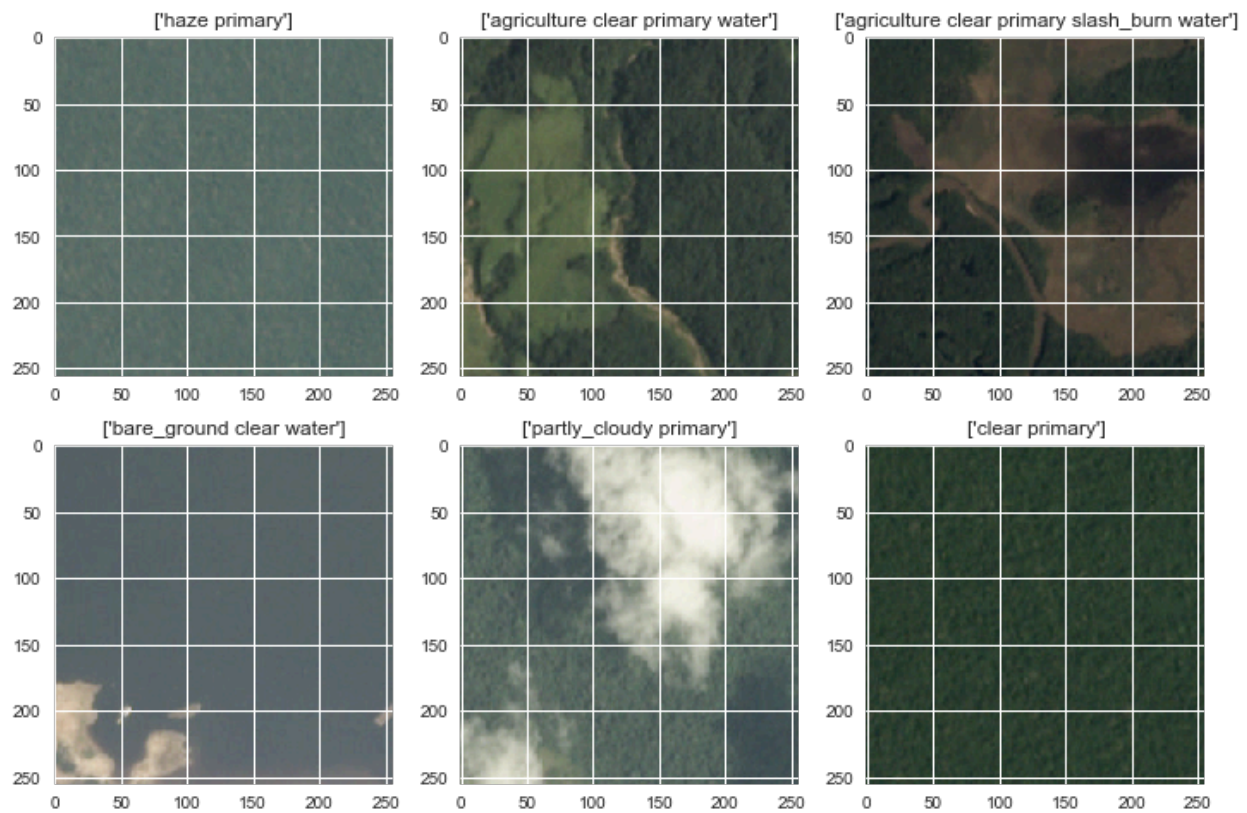 ['haze primary'] ['agriculture clear primary water'] ['agriculture clear primary slash_burn water']
0 0 0
50 50 50
100 100 100
150 150 150
200 200 200
250 250 250
0 50 100 150 200 250 0 50 100 150 200 250 0 50 100 150 200 250
['bare_ground clear water'] ['partly_cloudy primary'] ['clear primary']
0 0 0
50 50 50
100 100 100
150 150 150
200 200 200
250 250 250
0 50 100 150 200 250 0 50 100 150 200 250 0 50 100 150 200 250